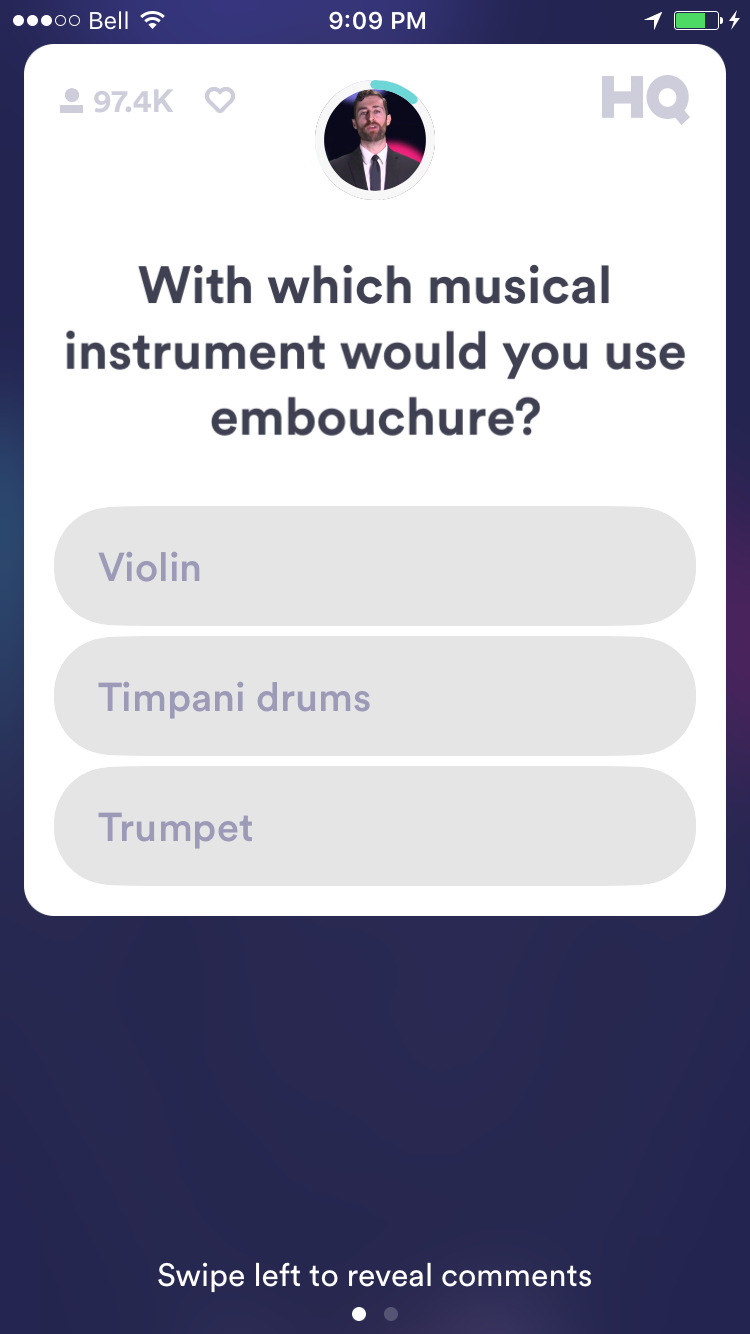 Bell 9:09 PM
97.4K HQ
With which musical
instrument would you use
embouchure?
Violin
Timpani drums
Trumpet
Swipe left to reveal comments